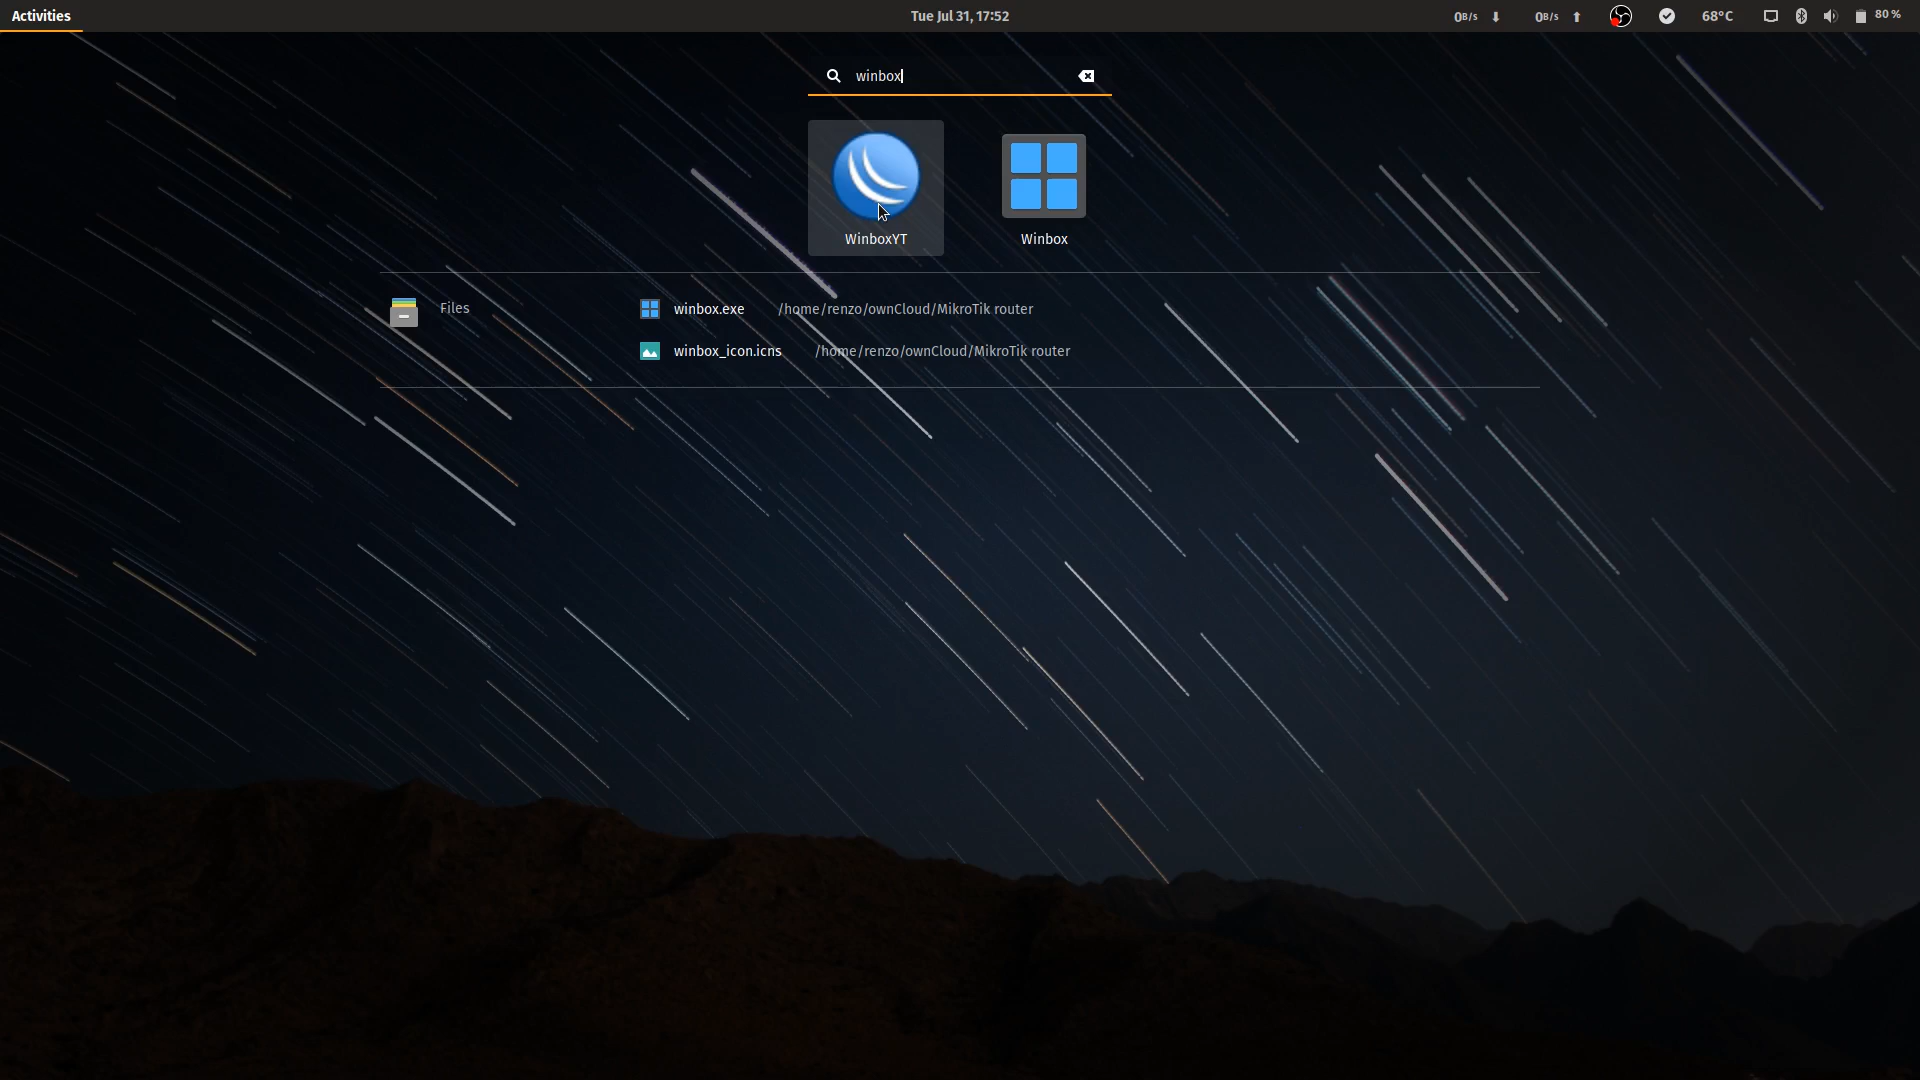 Activities
Tue Jul 31, 17:52
0B/s
0B/s
68°C
80 %
winbox
WinboxYT
Winbox
Files
winbox.exe /home/renzo/ownCloud/MikroTik router
winbox_icon.icns /home/renzo/ownCloud/MikroTik router